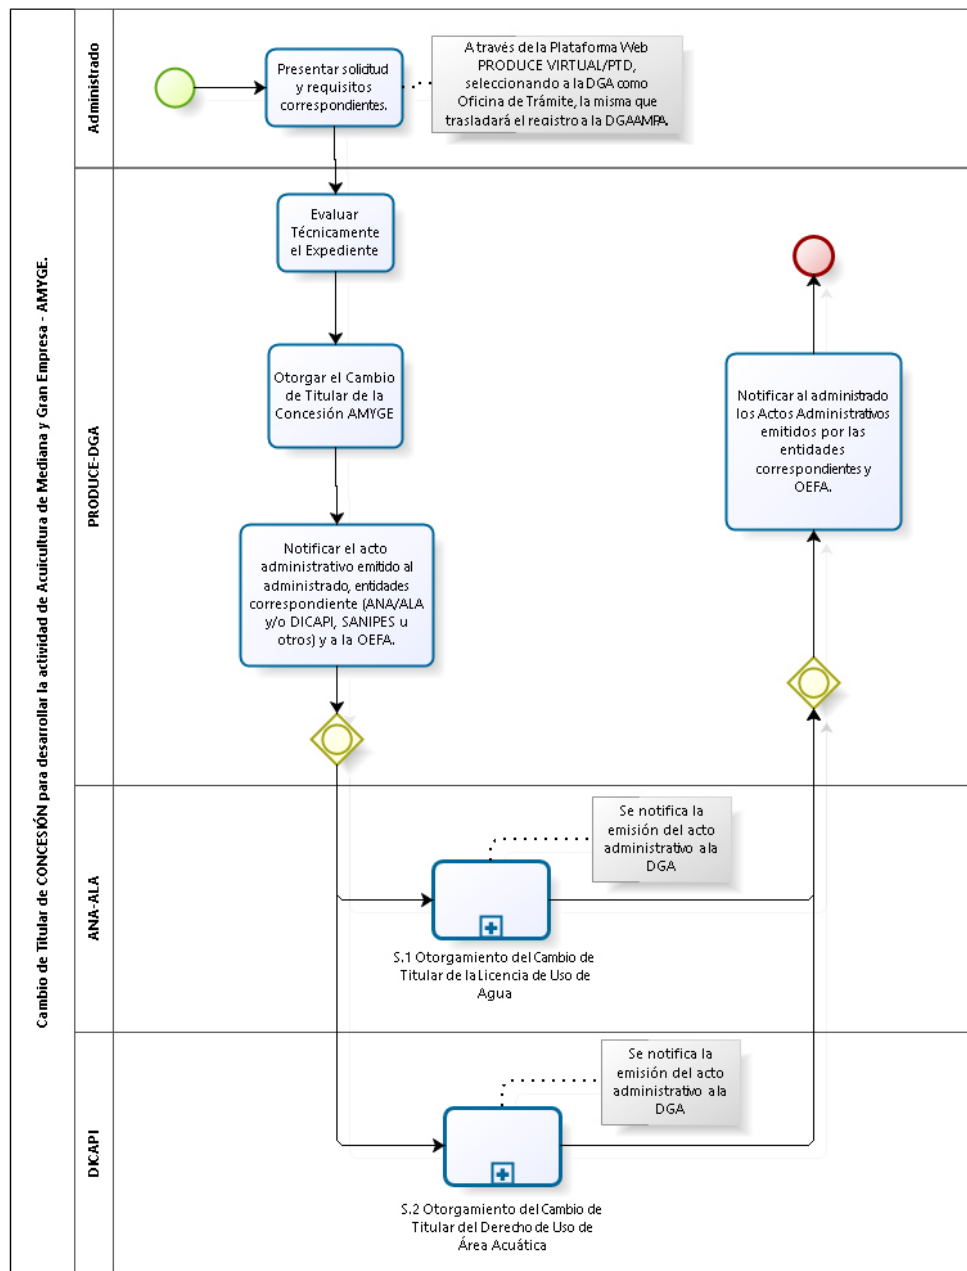 Cambio de Titular de CONCESIÓN para desarrollar la actividad de Acuicultura de Mediana y Gran Empresa - AMYGE.
Administrado
Presentar solicitud
y requisitos
correspondientes.
A través de la Plataforma Web
PRODUCE VIRTUAL/PTD,
seleccionando a la DGA como
Oficina de Trámite, la misma que
trasladará el registro a la DGAAMPA.
PRODUCE-DGA
Evaluar
Técnicamente
el Expediente
Otorgar el Cambio
de Titular de la
Concesión AMYGE
Notificar el acto
administrativo emitido al
administrado, entidades
correspondiente (ANA/ALA
y/o DICAPI, SANIPES u
otros) y a la OEFA.
Notificar al administrado
los Actos Administrativos
emitidos por las
entidades
correspondientes y
OEFA.
ANA-ALA
Se notifica la
emisión del acto
administrativo ala
DGA
S.1 Otorgamiento del Cambio de
Titular de la Licencia de Uso de
Agua
DICAPI
Se notifica la
emisión del acto
administrativo ala
DGA
S.2 Otorgamiento del Cambio de
Titular del Derecho de Uso de
Área Acuática